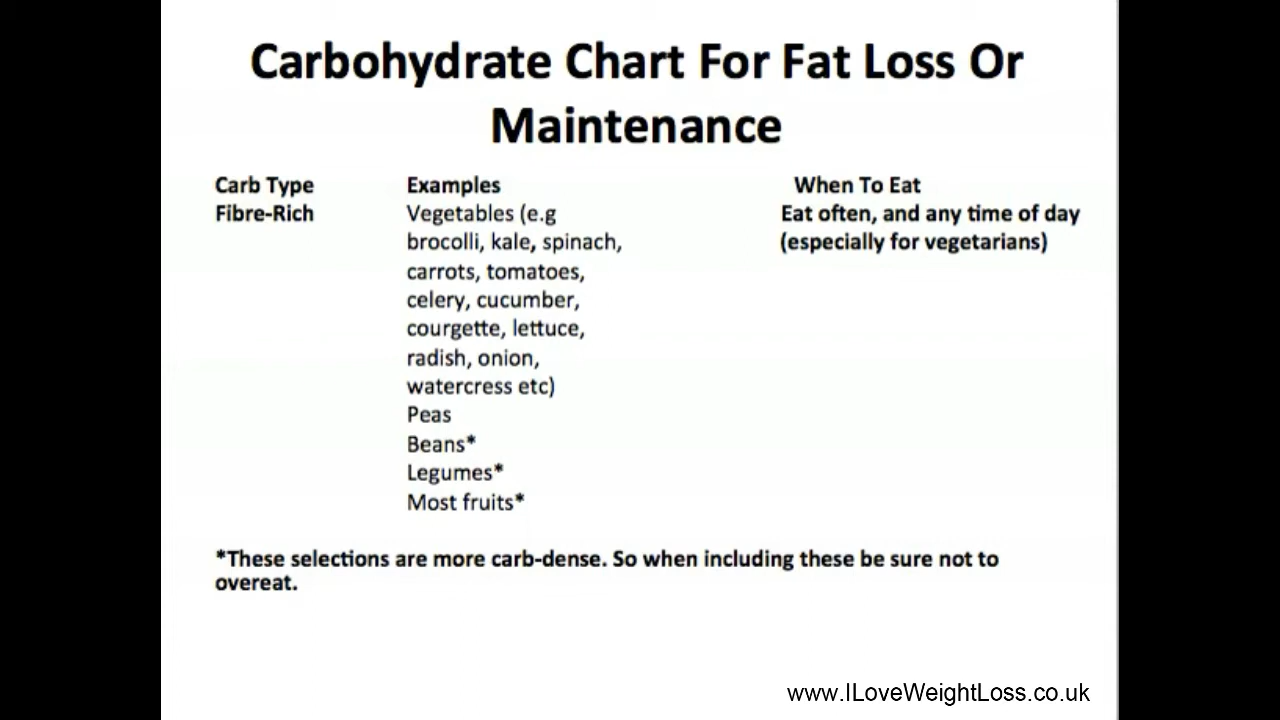 Carbohydrate Chart For Fat Loss Or
Maintenance
Carb Type Examples When To Eat
Fibre-Rich Vegetables (e.g Eat often, and any time of day
brocolli, kale, spinach, (especially for vegetarians)
carrots, tomatoes,
celery, cucumber,
courgette, lettuce,
radish, onion,
watercress etc)
Peas
Beans*
Legumes*
Most fruits*
*These selections are more carb-dense. So when including these be sure not to
overeat.
www.ILoveWeightLoss.co.uk